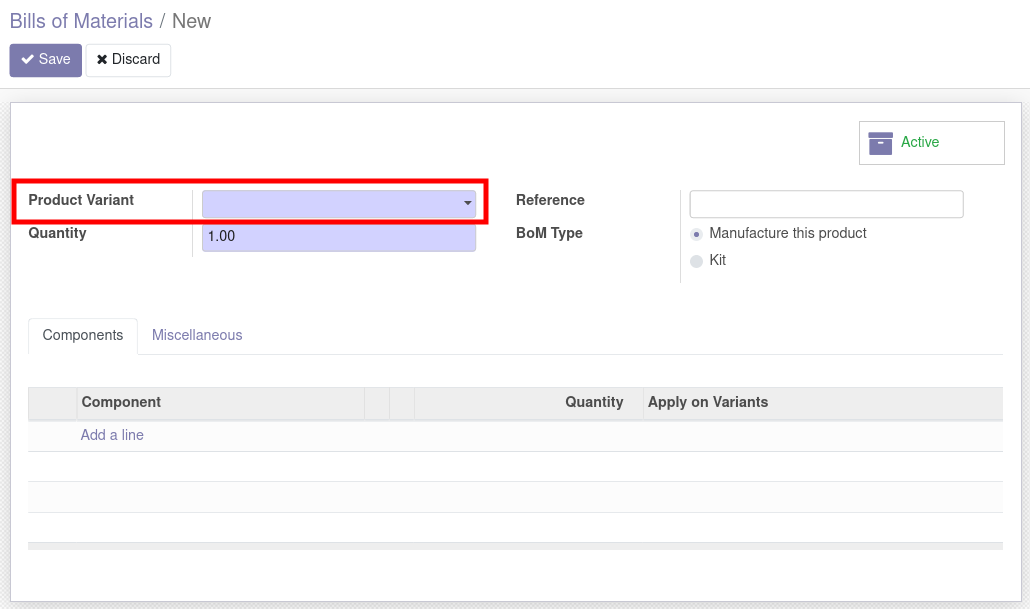 Bills of Materials / New
Save Discard
Active
Product Variant
Quantity 1.00
Reference
BoM Type Manufacture this product
Kit
Components Miscellaneous
Component Quantity Apply on Variants
Add a line